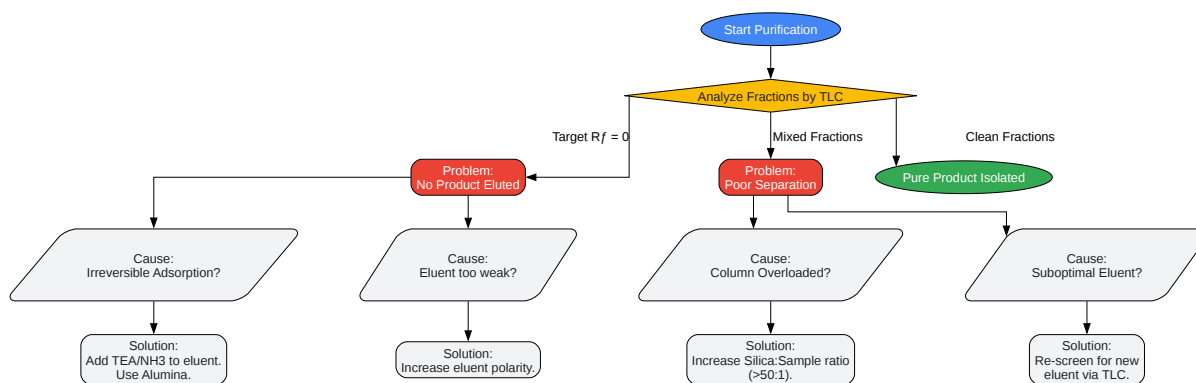 Start Purification
Analyze Fractions by TLC
Target Rƒ = 0
Mixed Fractions
Clean Fractions
Problem:
No Product Eluted
Problem:
Poor Separation
Pure Product Isolated
Cause:
Irreversible Adsorption?
Cause:
Eluent too weak?
Cause:
Column Overloaded?
Cause:
Suboptimal Eluent?
Solution:
Add TEA/NH3 to eluent.
Use Alumina.
Solution:
Increase eluent polarity.
Solution:
Increase Silica:Sample ratio
(>50:1).
Solution:
Re-screen for new
eluent via TLC.